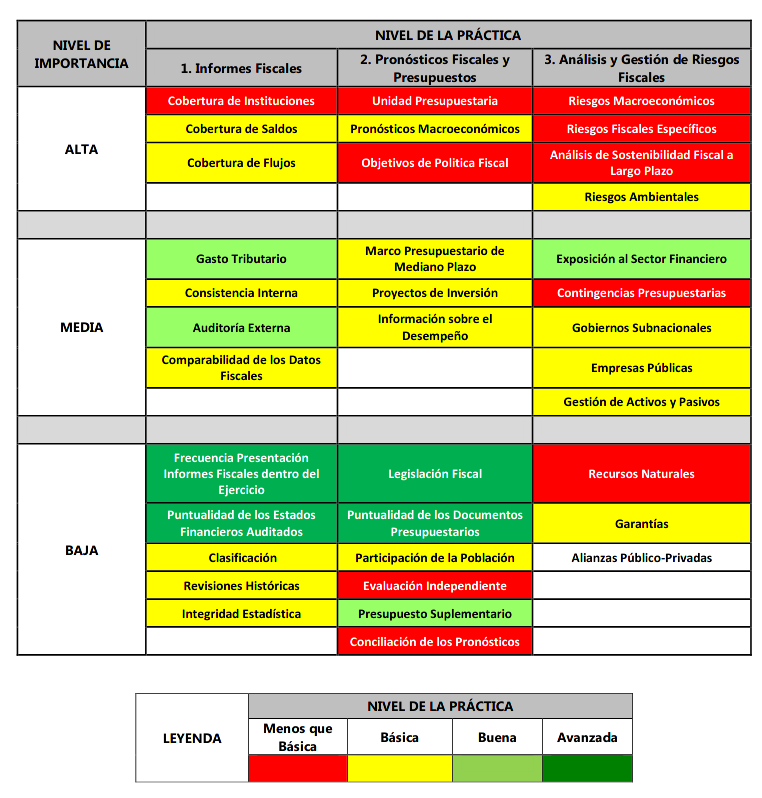 NIVEL DE
IMPORTANCIA
NIVEL DE LA PRÁCTICA
1. Informes Fiscales
2. Pronósticos Fiscales y
Presupuestos
3. Análisis y Gestión de Riesgos
Fiscales
ALTA
Cobertura de Instituciones
Unidad Presupuestaria
Riesgos Macroeconómicos
Cobertura de Saldos
Pronósticos Macroeconómicos
Riesgos Fiscales Específicos
Cobertura de Flujos
Objetivos de Politica Fiscal
Análisis de Sostenibilidad Fiscal a
Largo Plazo
Riesgos Ambientales
MEDIA
Gasto Tributario
Marco Presupuestario de
Mediano Plazo
Exposición al Sector Financiero
Consistencia Interna
Proyectos de Inversión
Contingencias Presupuestarias
Auditoría Externa
Información sobre el
Desempeño
Gobiernos Subnacionales
Comparabilidad de los Datos
Fiscales
Empresas Públicas
Gestión de Activos y Pasivos
BAJA
Frecuencia Presentación
Informes Fiscales dentro del
Ejercicio
Legislación Fiscal
Recursos Naturales
Puntualidad de los Estados
Financieros Auditados
Puntualidad de los Documentos
Presupuestarios
Garantías
Clasificación
Participación de la Población
Alianzas Público-Privadas
Revisiones Históricas
Evaluación Independiente
Integridad Estadística
Presupuesto Suplementario
Conciliación de los Pronósticos
LEYENDA
NIVEL DE LA PRÁCTICA
Menos que
Básica
Básica
Buena
Avanzada